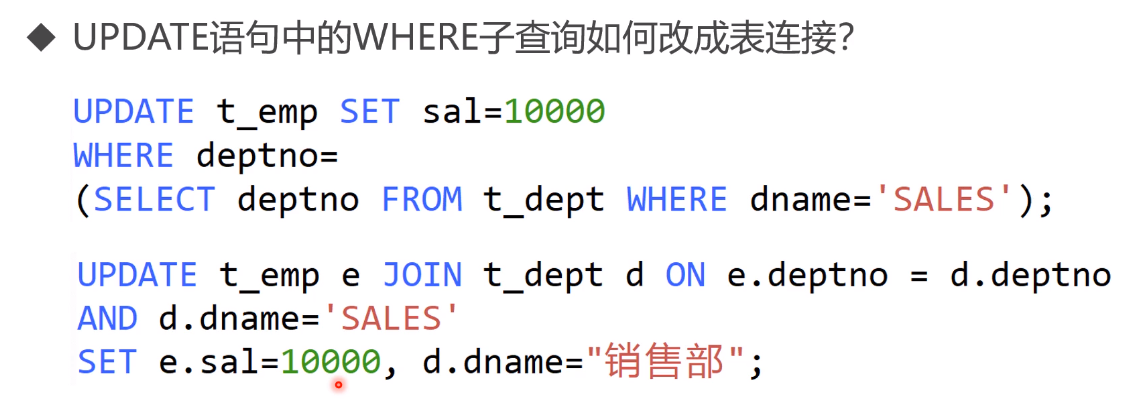 ◆ UPDATE语句中的WHERE子查询如何改成表连接？
UPDATE t_emp SET sal=10000
WHERE deptno=
(SELECT deptno FROM t_dept WHERE dname='SALES');
UPDATE t_emp e JOIN t_dept d ON e.deptno = d.deptno
AND d.dname='SALES'
SET e.sal=10000, d.dname="销售部";